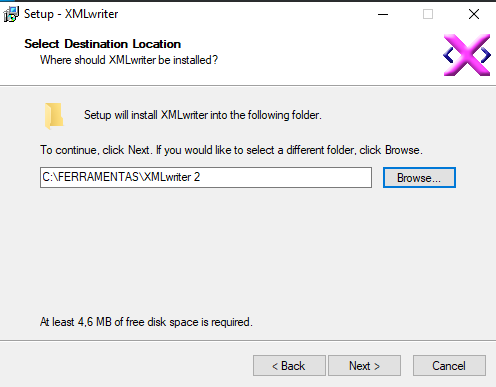 Setup - XMLwriter
Select Destination Location
Where should XMLwriter be installed?
Setup will install XMLwriter into the following folder.
To continue, click Next. If you would like to select a different folder, click Browse.
C:\FERRAMENTAS\XMLwriter 2
Browse...
At least 4,6 MB of free disk space is required.
< Back
Next >
Cancel